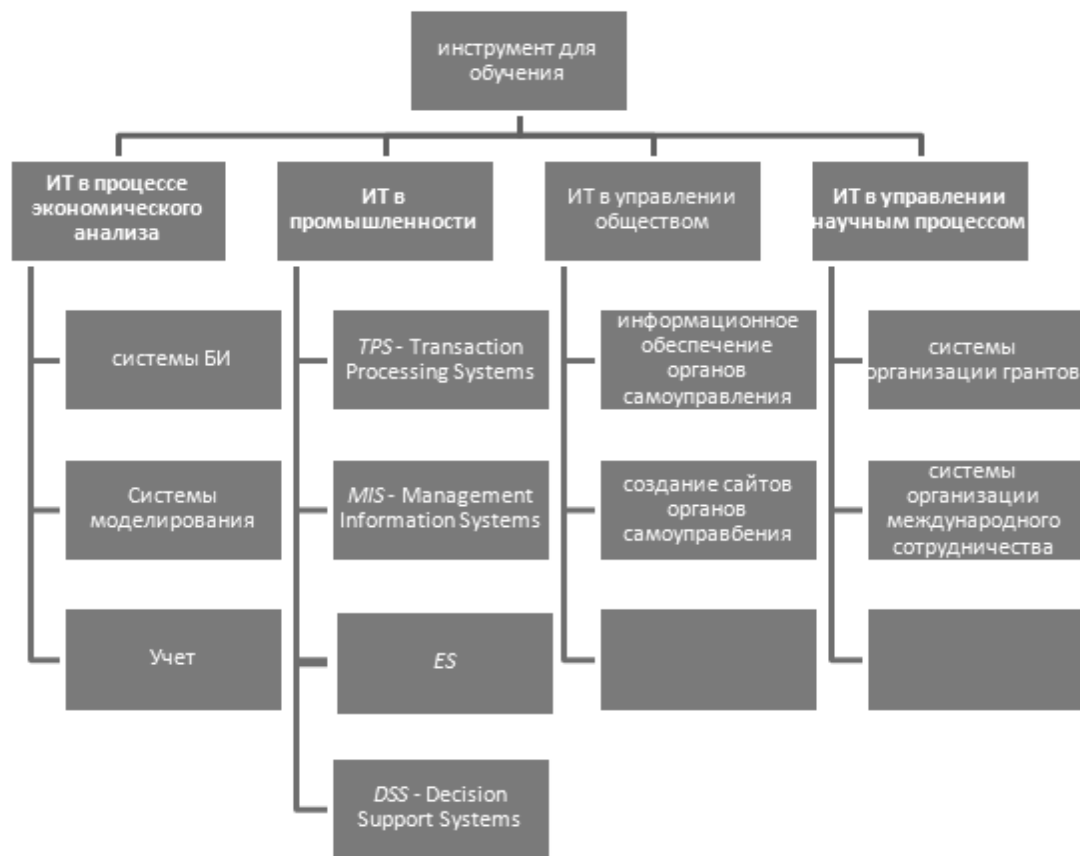 инструмент для
обучения
ИТ в процессе
экономического
анализа
системы БИ
Системы
моделирования
Учет
ИТ в
промышленности
TPS - Transaction
Processing Systems
MIS - Management
Information Systems
ES
DSS - Decision
Support Systems
ИТ в управлении
обществом
информационное
обеспечение
органов
самоуправления
создание сайтов
органов
самоуправбения
ИТ в управлении
научным процессом
системы
организации грантов
системы
организации
международного
сотрудничества